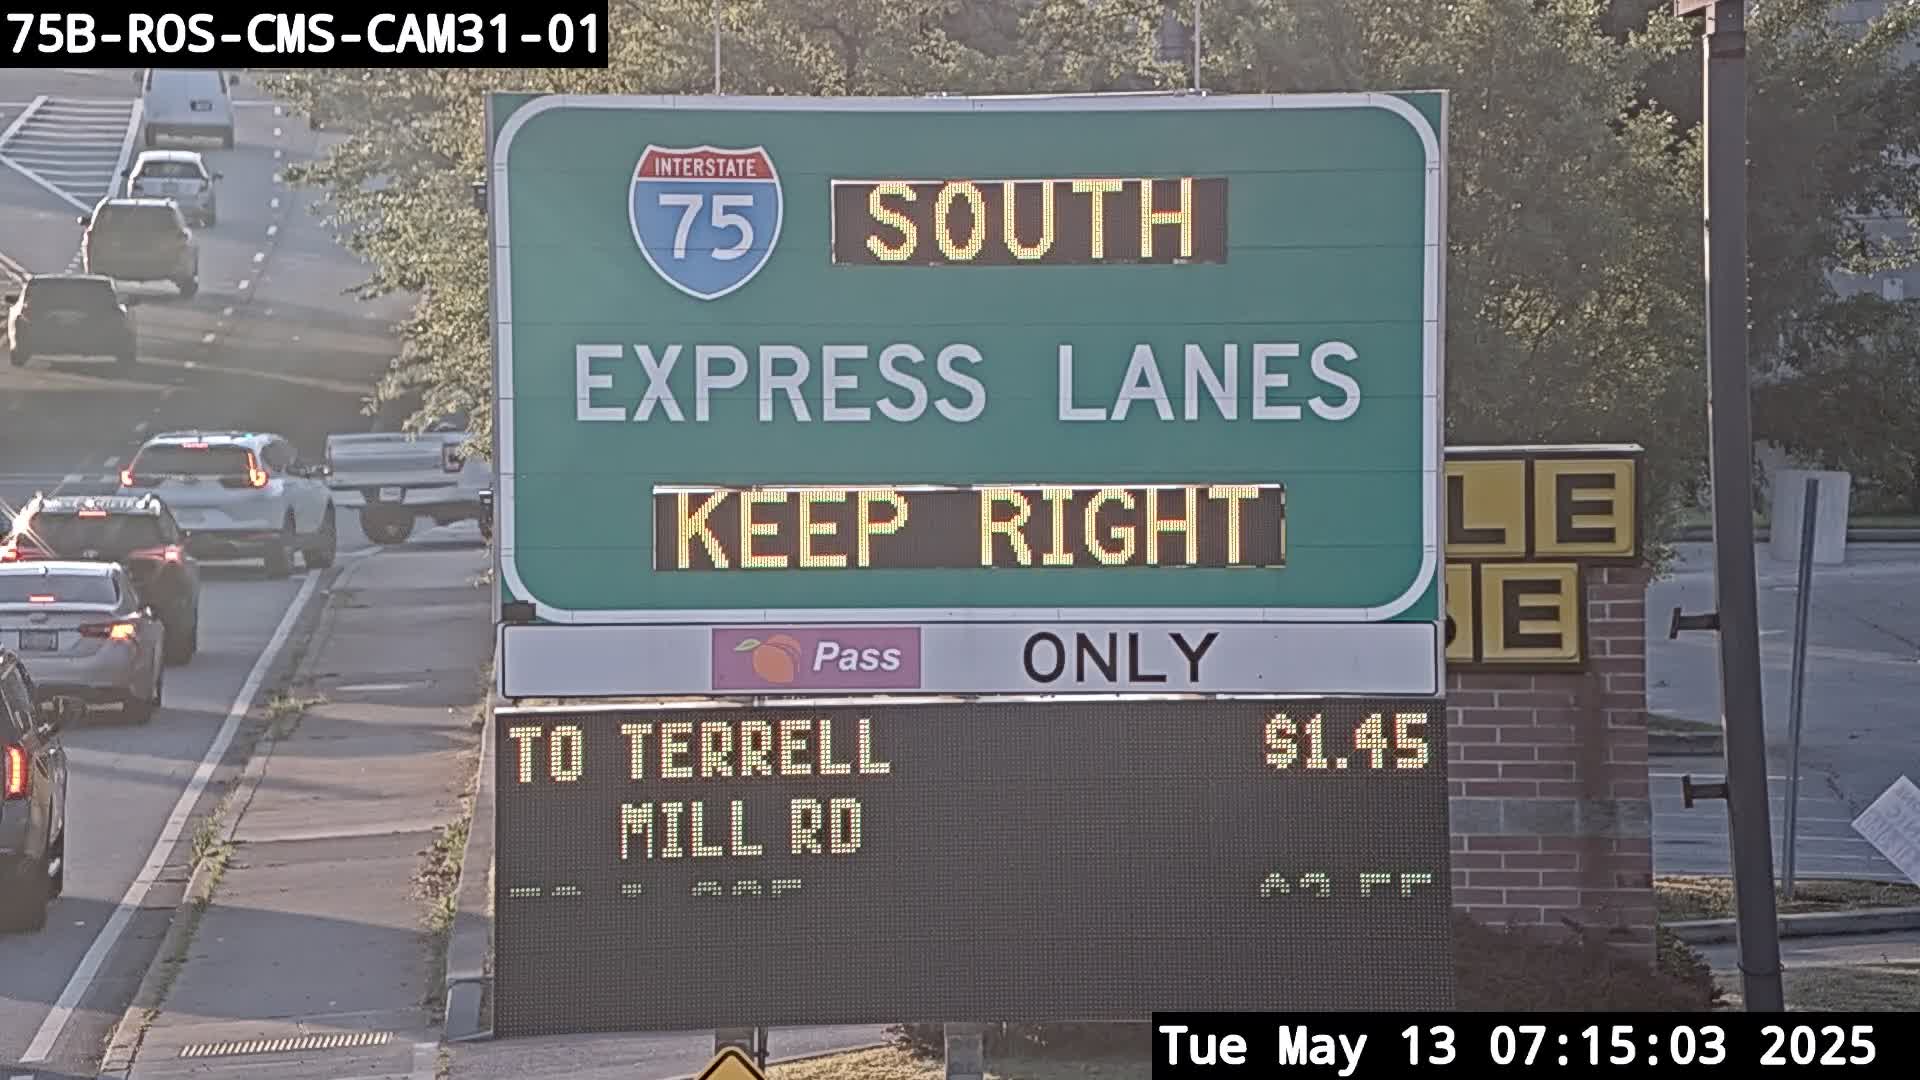 75B-ROS-CMS-CAM31-01
INTERSTATE
75
SOUTH
EXPRESS LANES
KEEP RIGHT
LE
E
Pass ONLY
TO TERRELL $1.45
MILL RD
Tue May 13 07:15:03 2025